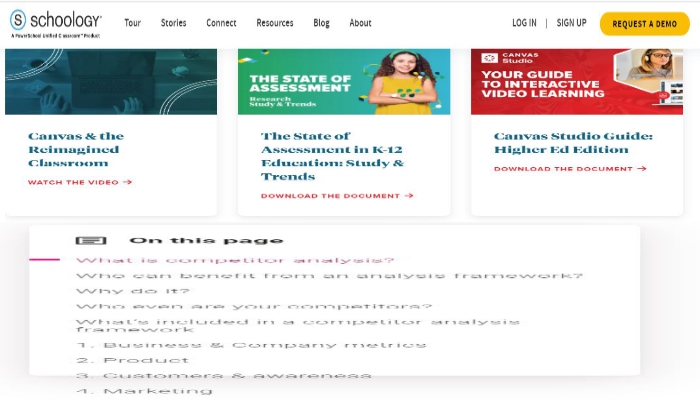 schoology
A PowerSchool Unified Classroom™ Product
Tour Stories Connect Resources Blog About
LOG IN | SIGN UP REQUEST A DEMO
THE STATE OF
ASSESSMENT
Research
Study & Trends
CANVAS
Studio
YOUR GUIDE
TO INTERACTIVE
VIDEO LEARNING
Canvas & the
Reimagined
Classroom
WATCH THE VIDEO →
The State of
Assessment in K-12
Education: Study &
Trends
DOWNLOAD THE DOCUMENT →
Canvas Studio Guide:
Higher Ed Edition
DOWNLOAD THE DOCUMENT →
On this page
What is competitor analysis?
Who can benefit from an analysis framework?
Why do it?
Who even are your competitors?
What's included in a competitor analysis
framework
1. Business & Company metrics
2. Product
3. Customers & awareness
4. Marketing